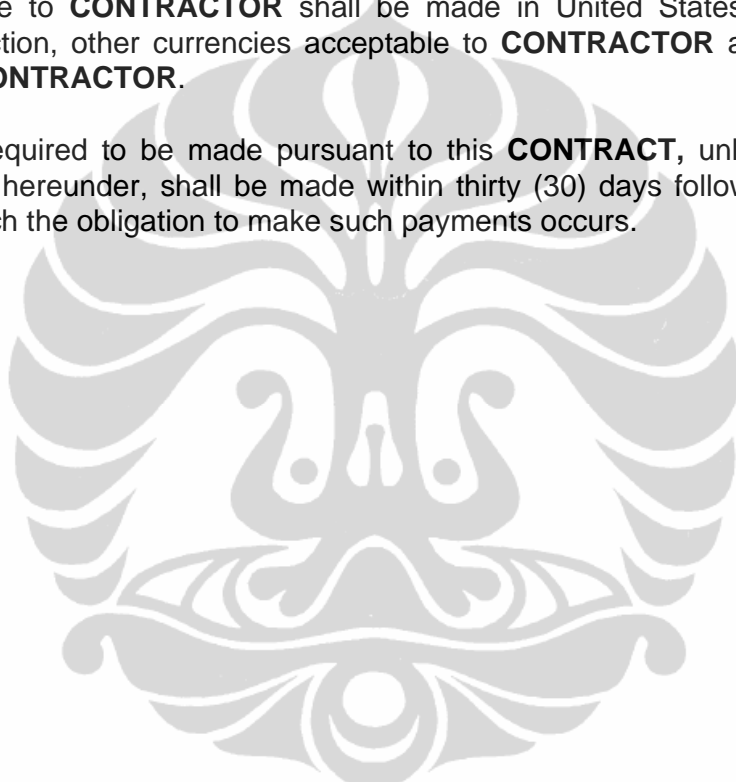 e to CONTRACTOR shall be made in United States
ction, other currencies acceptable to CONTRACTOR a
ONTRACTOR.
equired to be made pursuant to this CONTRACT, unl
hereunder, shall be made within thirty (30) days follow
ch the obligation to make such payments occurs.